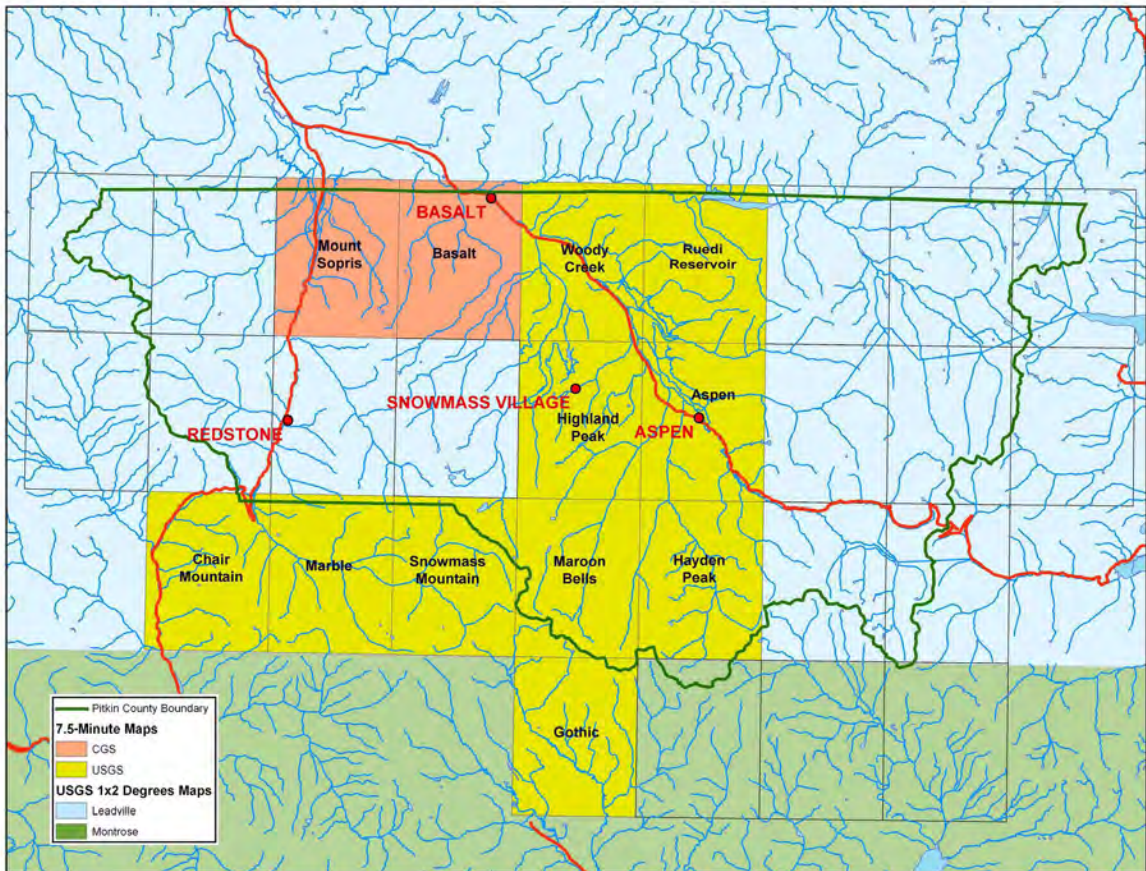 BASALT
Mount
Sopris
Basalt
Woody
Creek
Ruedi
Reservoir
SNOWMASS VILLAGE
Highland
Peak
Aspen
ASPEN
REDSTONE
Chair
Mountain
Marble
Snowmass
Mountain
Maroon
Bells
Hayden
Peak
Gothic
Pitkin County Boundary
7.5-Minute Maps
CGS
USGS
USGS 1x2 Degrees Maps
Leadville
Montrose